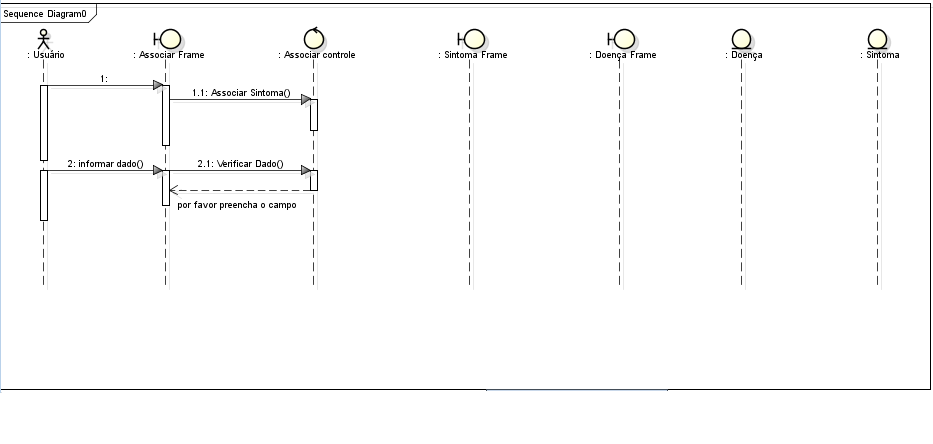 Sequence Diagram0
: Usuário
: Associar Frame
: Associar controle
: Sintoma Frame
: Doença Frame
: Doença
: Sintoma
1:
1.1: Associar Sintoma()
2: informar dado()
2.1: Verificar Dado()
por favor preencha o campo